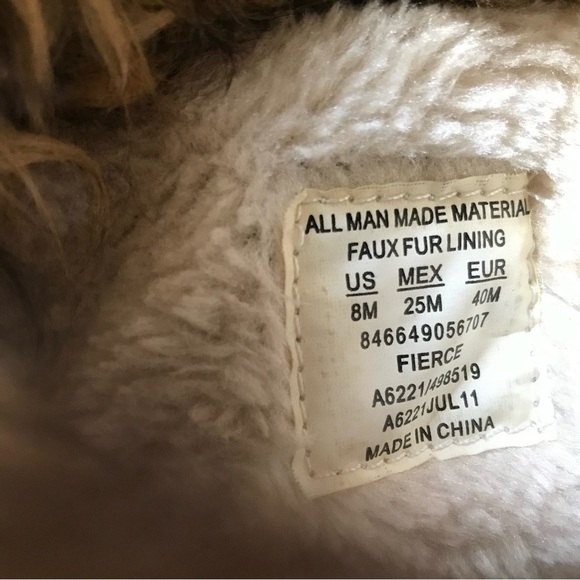 ALL MAN MADE MATERIAL
FAUX FUR LINING
US MEX EUR
8M 25M 40M
846649056707
FIERCE
A6221/498519
A6221JUL11
MADE IN CHINA